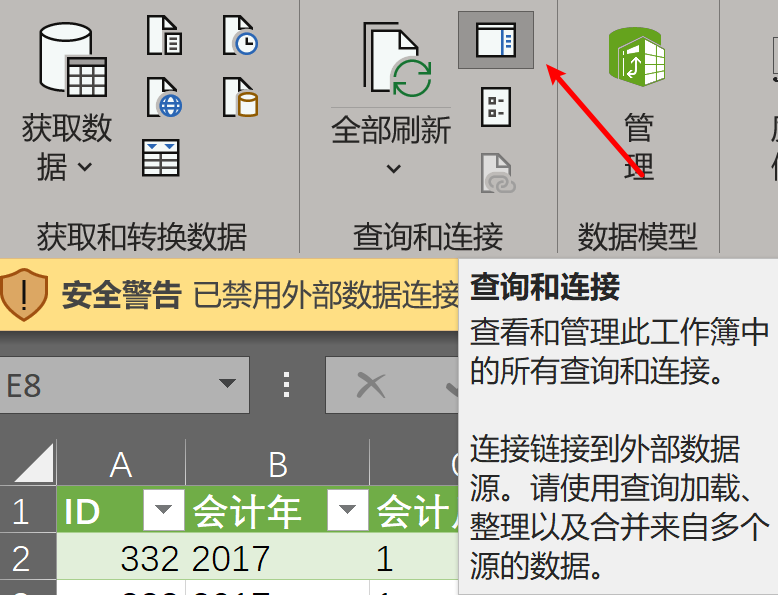 获取数
据
全部刷新
管
理
获取和转换数据
查询和连接
数据模型
安全警告 已禁用外部数据连接
查询和连接
查看和管理此工作簿中
的所有查询和连接。
连接链接到外部数据
源。请使用查询加载、
整理以及合并来自多个
源的数据。
E8
A B
1 ID 会计年 会计
2 332 2017 1